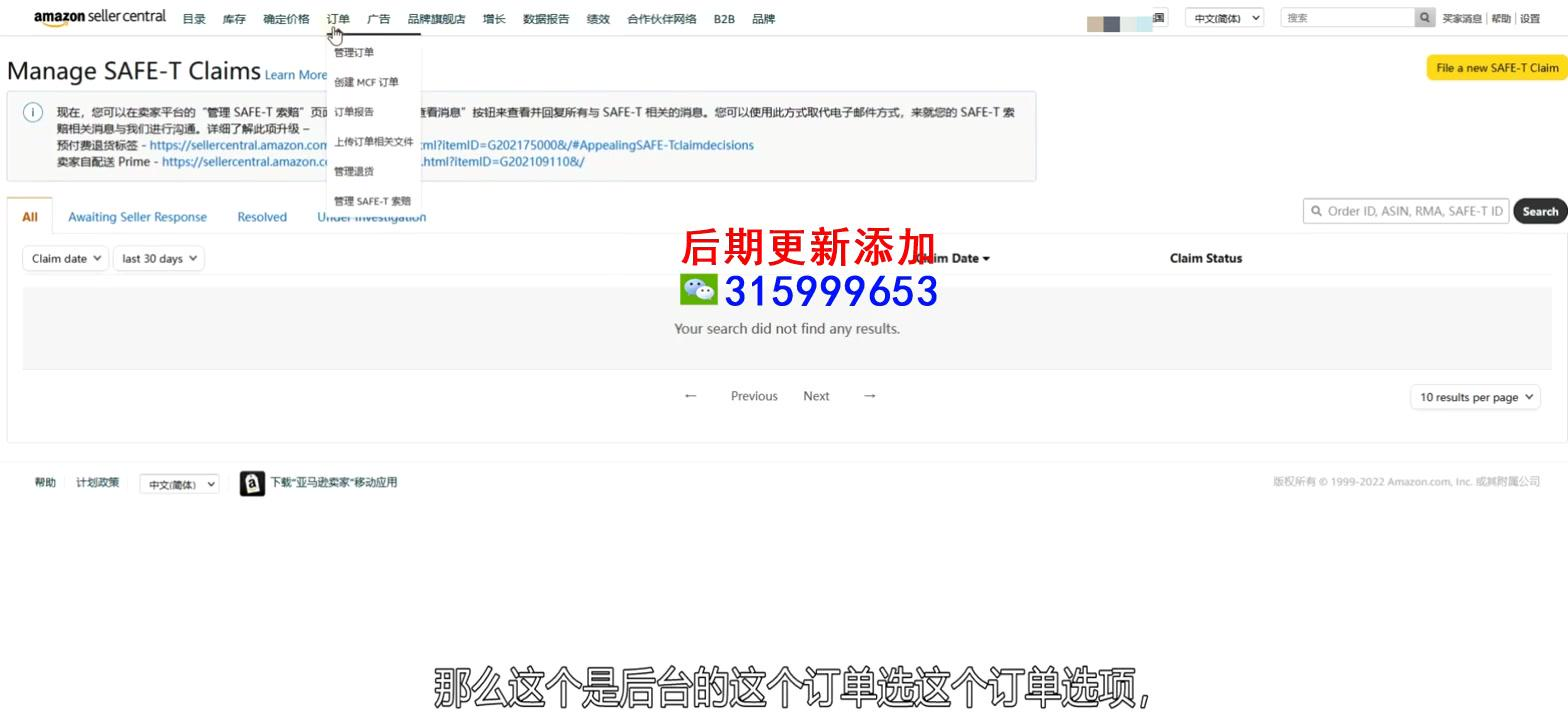 amazon seller central 目录 库存 确定价格 订单 广告 品牌旗舰店 增长 数据报告 绩效 合作伙伴网络 B2B 品牌 国 中文(简体) 搜索 买家消息 | 帮助 | 设置
管理订单
创建 MCF 订单
订单报告
上传订单相关文件
管理退货
管理 SAFE-T 索赔
Manage SAFE-T Claims Learn More
File a new SAFE-T Claim
现在，您可以在卖家平台的“管理 SAFE-T 索赔”页 查看消息”按钮来查看并回复所有与 SAFE-T 相关的消息。您可以使用此方式取代电子邮件方式，来就您的 SAFE-T 索
赔相关消息与我们进行沟通。详细了解此项升级 –
预付费退货标签 - https://sellercentral.amazon.com ml?itemID=G202175000&/#AppealingSAFE-Tclaimdecisions
卖家自配送 Prime - https://sellercentral.amazon.co .html?itemID=G202109110&/
All Awaiting Seller Response Resolved Under Investigation
Order ID, ASIN, RMA, SAFE-T ID Search
Claim date last 30 days Claim Date Claim Status
后期更新添加
315999653
Your search did not find any results.
← Previous Next →
10 results per page
帮助 计划政策 中文(简体) a 下载“亚马逊卖家”移动应用
版权所有 © 1999-2022 Amazon.com, Inc. 或其附属公司
那么这个是后台的这个订单选这个订单选项，